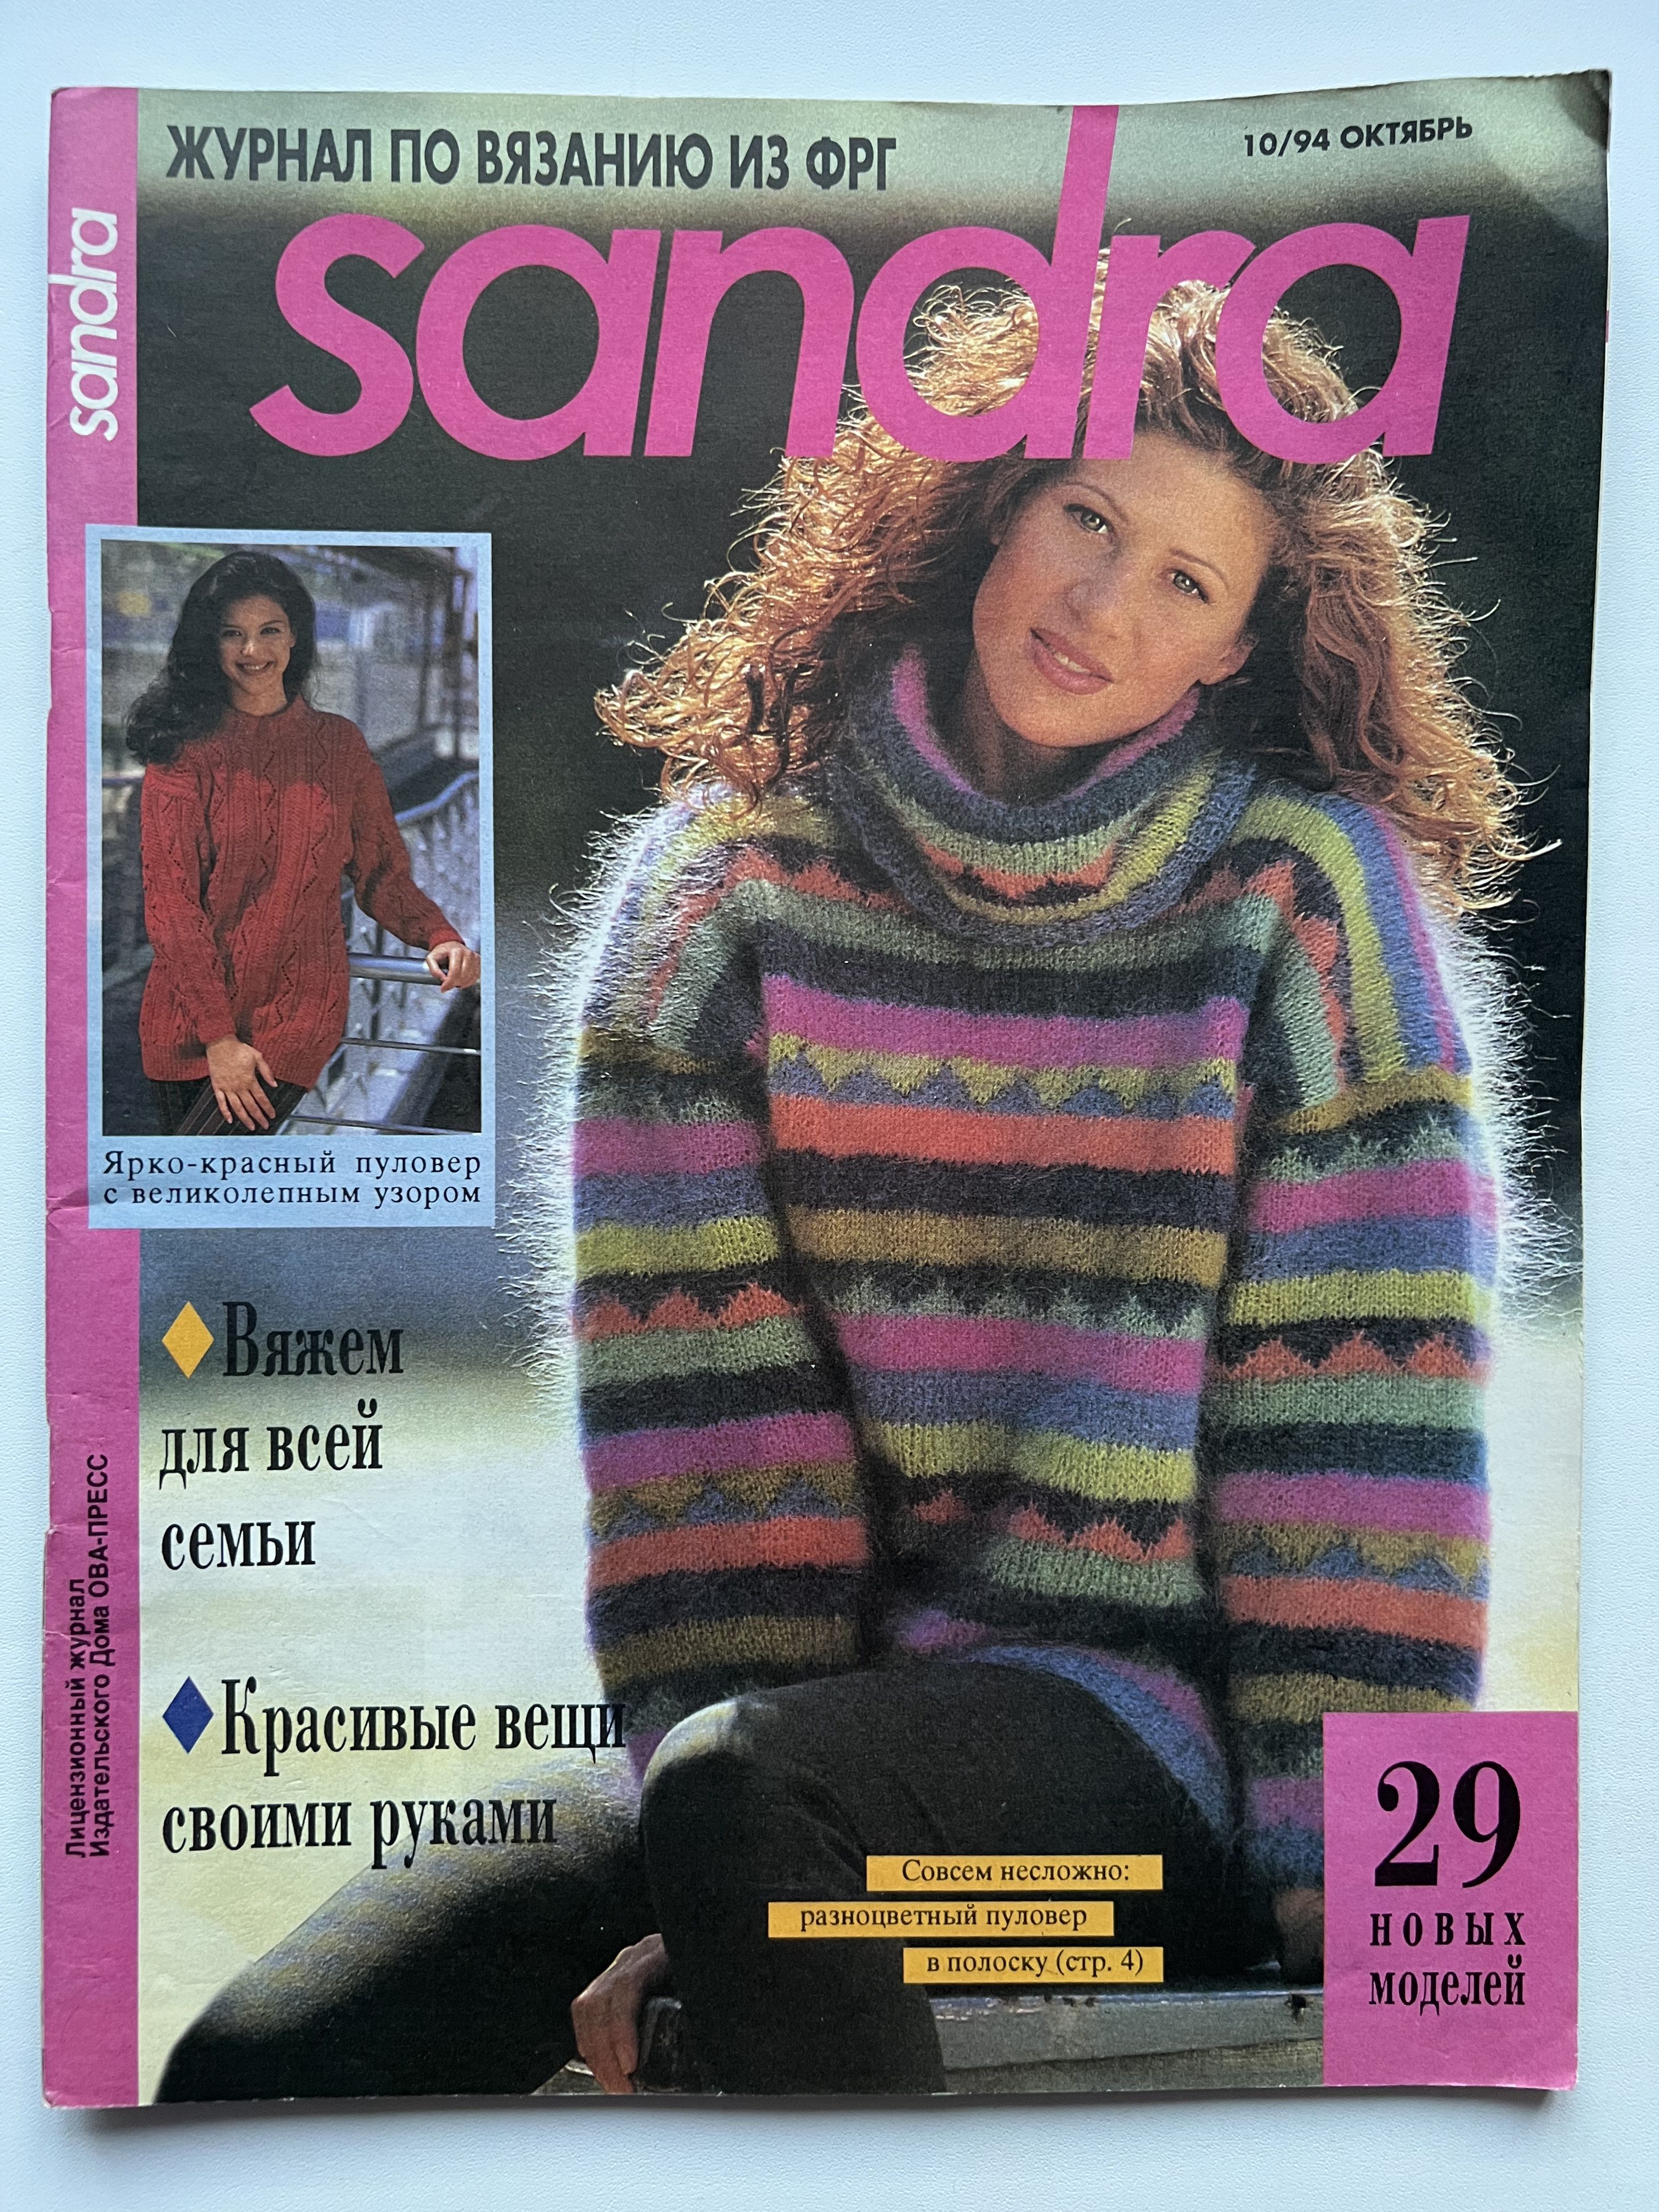 ЖУРНАЛ ПО ВЯЗАНИЮ ИЗ ФРГ
10/94 ОКТЯБРЬ
sandra
sandra
Ярко-красный пуловер
с великолепным узором
Вяжем
для всей
семьи
Красивые вещи
своими руками
Лицензионный журнал
Издательского Дома ОВА-ПРЕСС
Совсем несложно:
разноцветный пуловер
в полоску (стр. 4)
29
НОВЫХ
МОДЕЛЕЙ